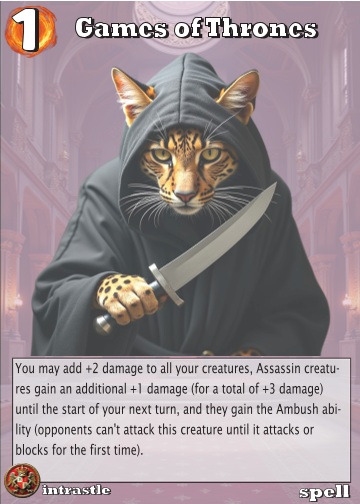 1 Games of Thrones
You may add +2 damage to all your creatures, Assassin creatu-
res gain an additional +1 damage (for a total of +3 damage)
until the start of your next turn, and they gain the Ambush abi-
lity (opponents can't attack this creature until it attacks or
blocks for the first time).
intrastle spell